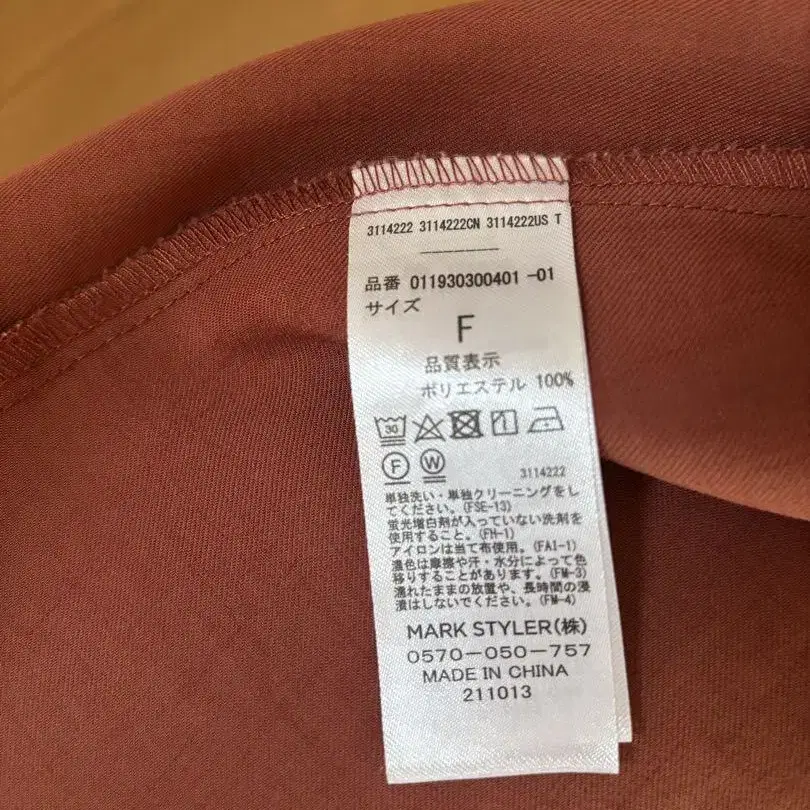 3114222 3114222CN 3114222US T
品番 011930300401 -01
サイズ
F
品質表示
ポリエステル 100%
30
F W 3114222
単独洗い・単独クリーニングをし
てください。(FSE-13)
蛍光増白剤が入っていない洗剤を
使用すること。(FH-1)
アイロンは当て布使用。(FAI-1)
濃色は摩擦や汗・水分によって色
移りすることがあります。(FM-3)
濡れたままの放置や、長時間の浸
漬はしないでください。(FM-4)
MARK STYLER(株)
0570-050-757
MADE IN CHINA
211013